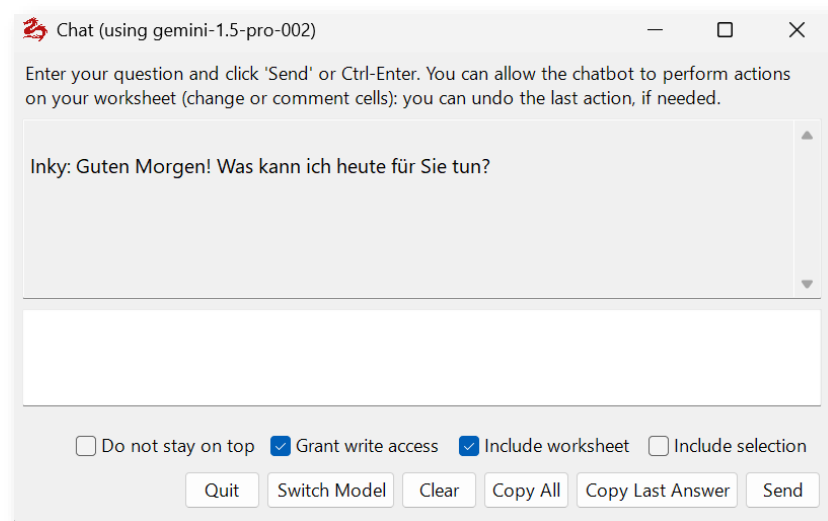 Chat (using gemini-1.5-pro-002)
Enter your question and click 'Send' or Ctrl-Enter. You can allow the chatbot to perform actions
on your worksheet (change or comment cells): you can undo the last action, if needed.
Inky: Guten Morgen! Was kann ich heute für Sie tun?
Do not stay on top Grant write access Include worksheet Include selection
Quit Switch Model Clear Copy All Copy Last Answer Send